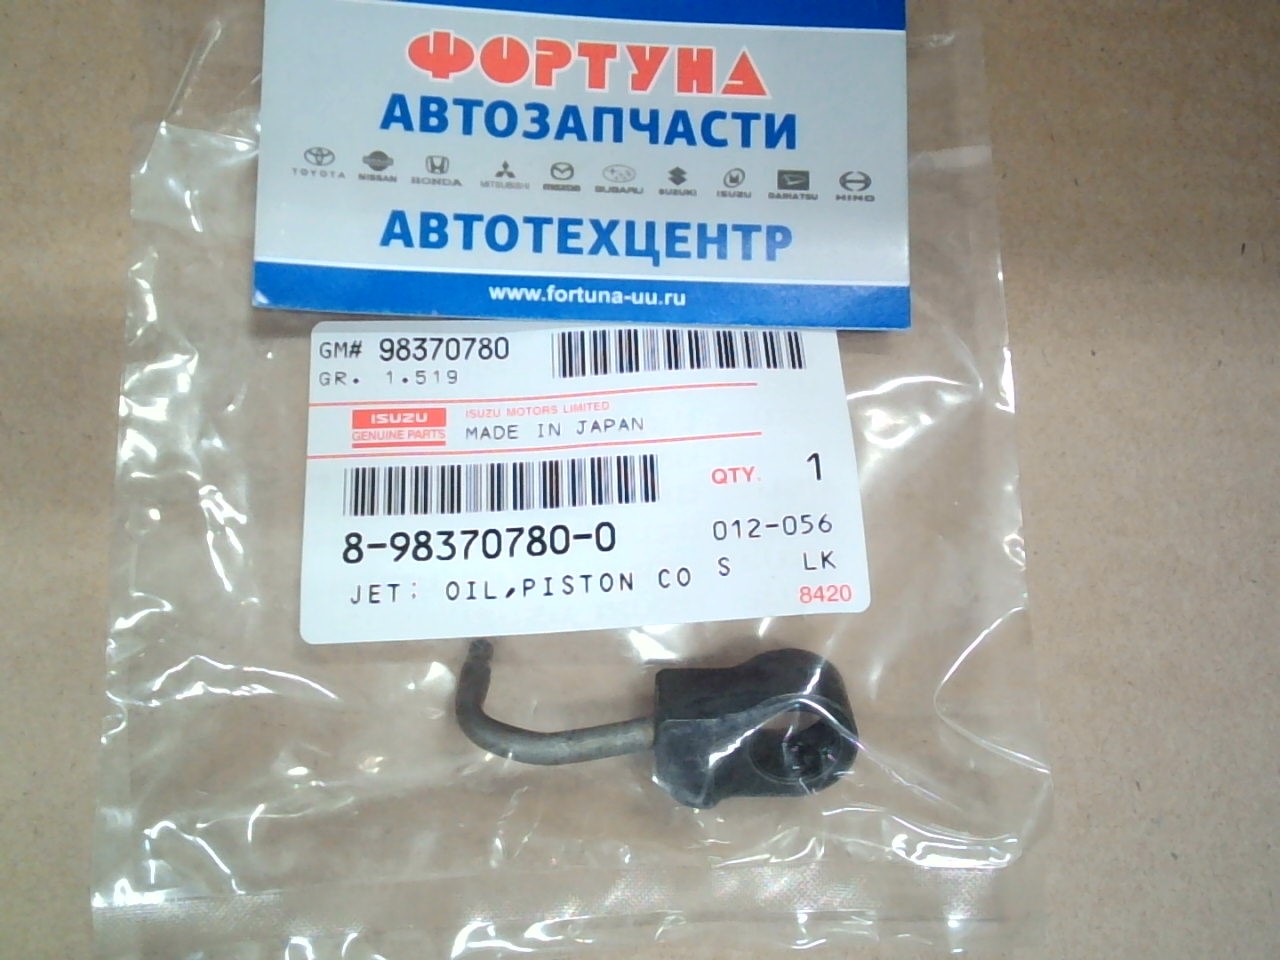 ФОРТУНА
АВТОЗАПЧАСТИ
TOYOTA NISSAN HONDA MITSUBISHI mazda SUBARU SUZUKI ISUZU DAIHATSU HINO
АВТОТЕХЦЕНТР
www.fortuna-uu.ru
GM# 98370780
GR. 1.519
ISUZU
GENUINE PARTS
ISUZU MOTORS LIMITED
MADE IN JAPAN
QTY. 1
8-98370780-0
012-056
JET; OIL,PISTON CO
S LK
8420